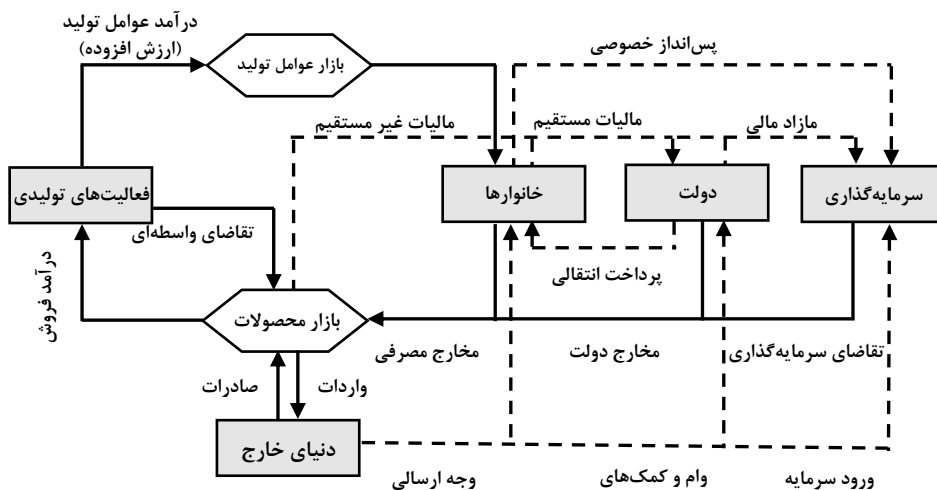 درآمد عوامل تولید
(ارزش افزوده)
بازار عوامل تولید
پس‌انداز خصوصی
مالیات غیر مستقیم
مالیات مستقیم
مازاد مالی
فعالیت‌های تولیدی
خانوارها
دولت
سرمایه‌گذاری
تقاضای واسطه‌ای
پرداخت انتقالی
درآمد فروش
بازار محصولات
مخارج مصرفی
مخارج دولت
تقاضای سرمایه‌گذاری
صادرات
واردات
دنیای خارج
وجه ارسالی
وام و کمک‌های
ورود سرمایه